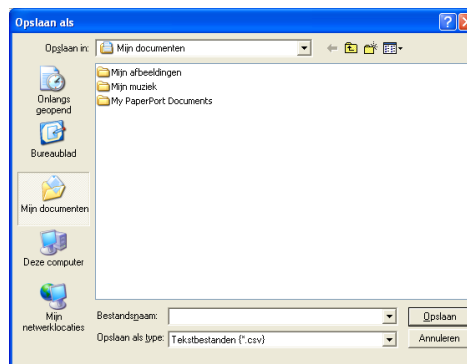 Opslaan als
Opslaan in:
Mijn documenten
Mijn afbeeldingen
Mijn muziek
My PaperPort Documents
Onlangs
geopend
Bureaublad
Mijn documenten
Deze computer
Mijn
netwerklocaties
Bestandsnaam:
Opslaan
Opslaan als type:
Tekstbestanden (*.csv)
Annuleren